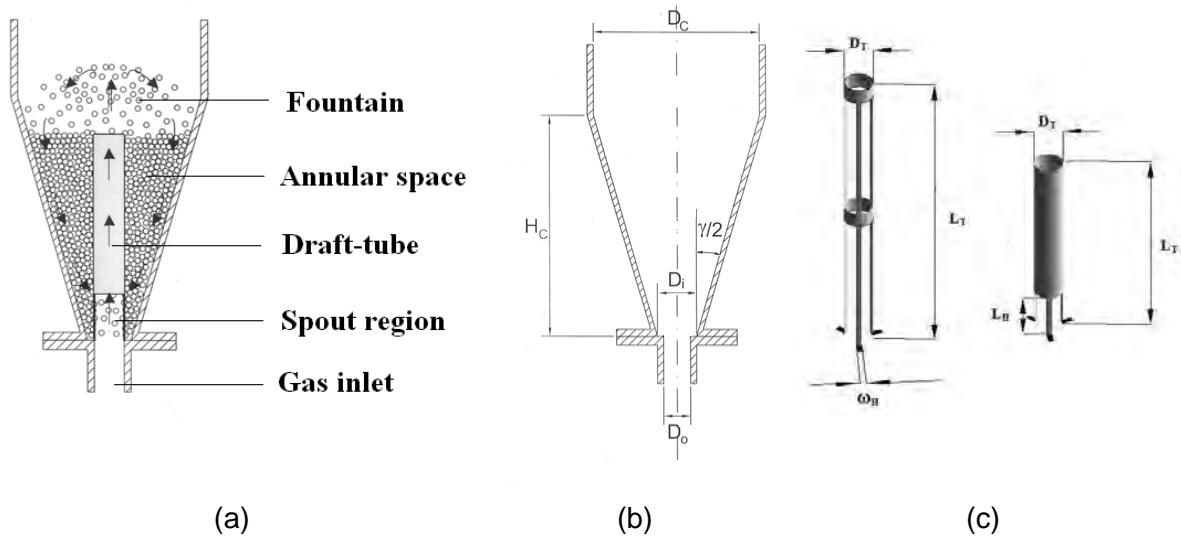 Fountain
Annular space
Draft-tube
Spout region
Gas inlet
(a)
D_C
H_C
γ/2
D_i
D_o
(b)
D_T
L_T
ω_H
D_T
L_T
L_H
(c)